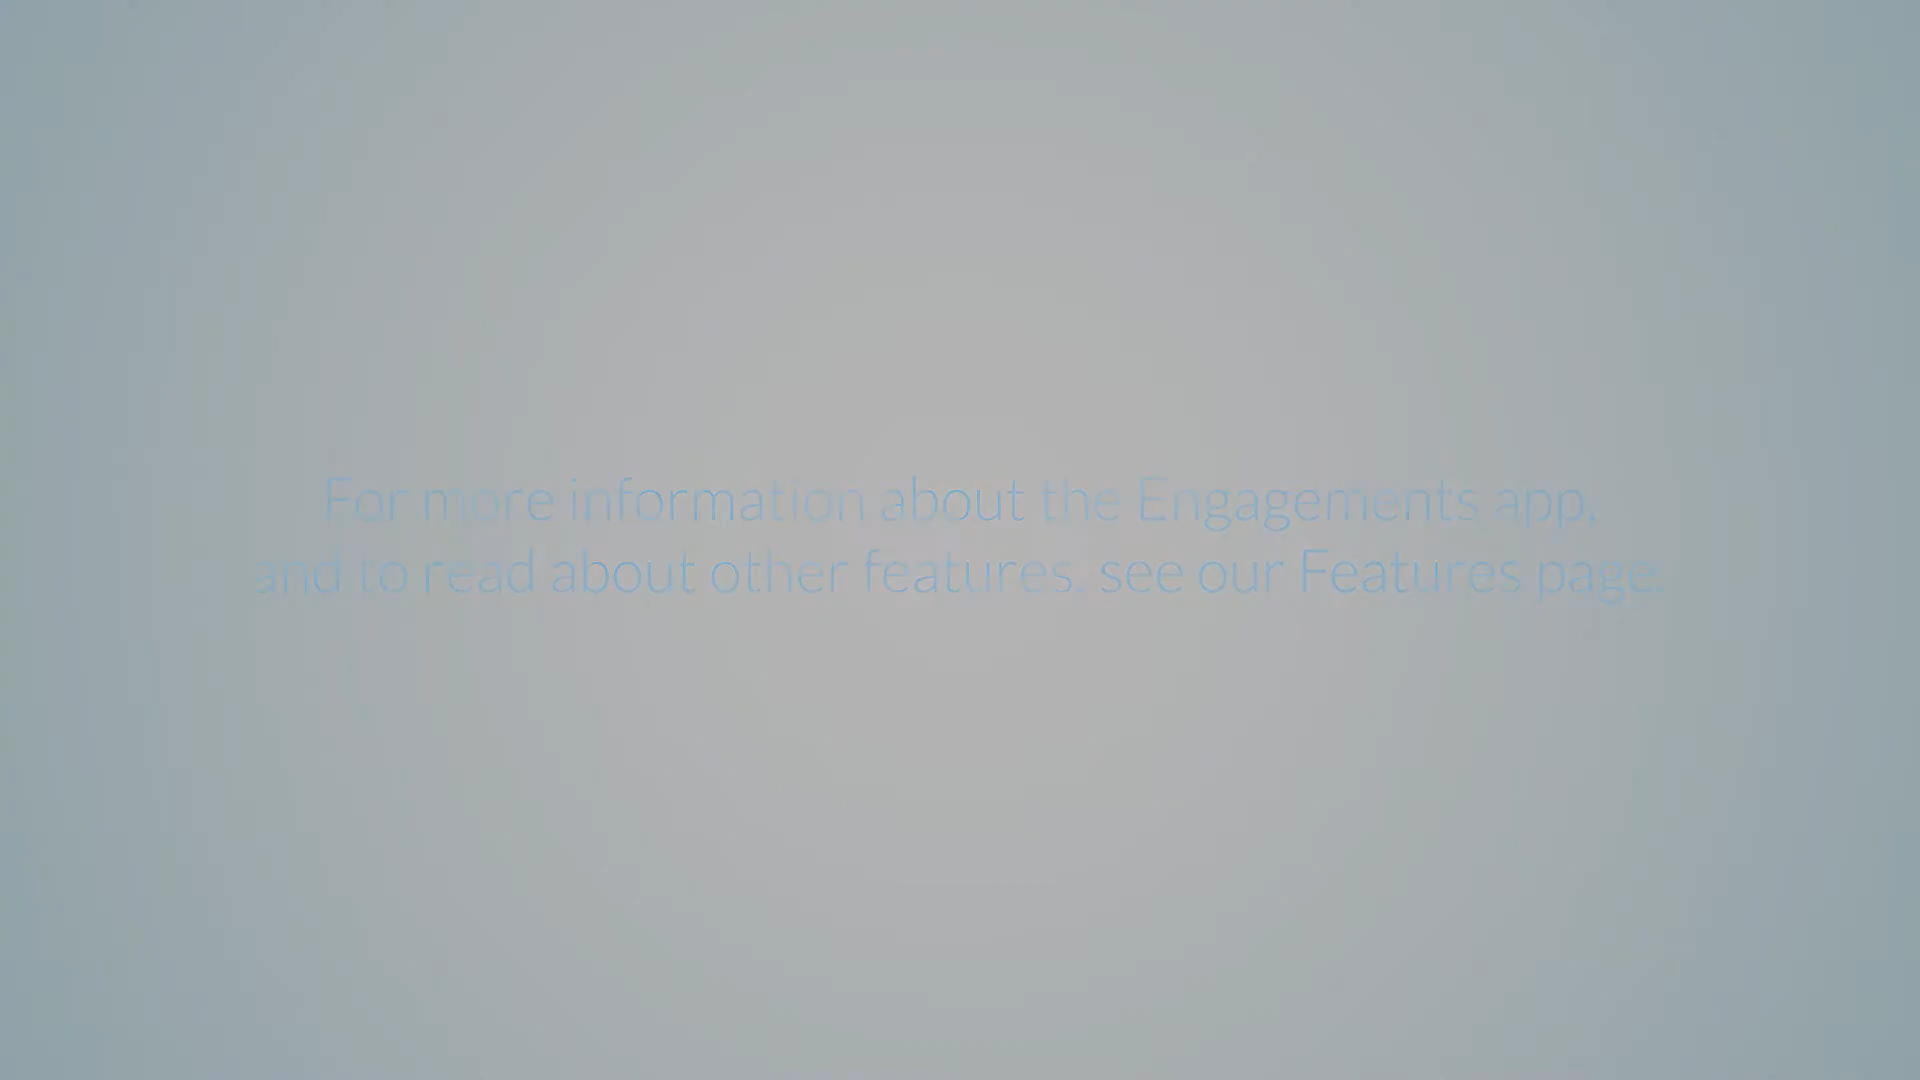 For more information about the Engagements app,
and to read about other features, see our Features page.